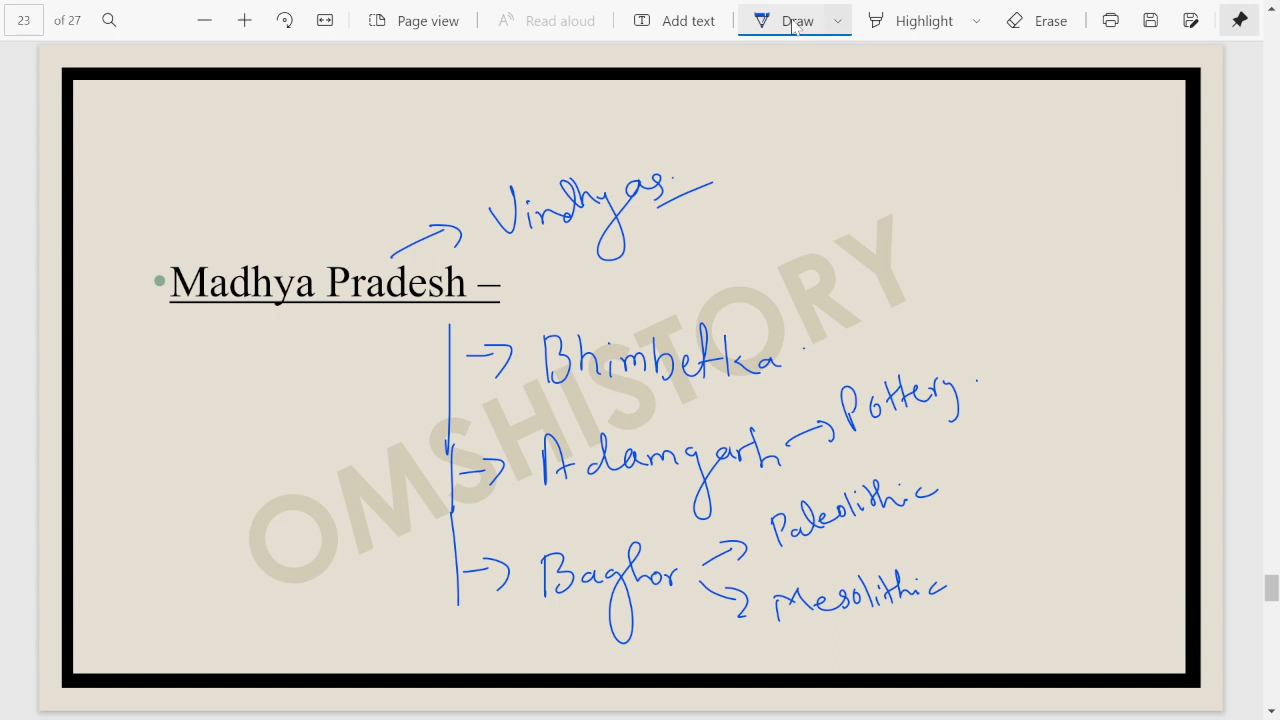 23 of 27 Page view Read aloud Add text Draw Highlight Erase
Vindhyas.
•Madhya Pradesh –
→ Bhimbetka.
→ Adamgarh → Pottery.
→ Baghor → Paleolithic
→ Mesolithic
OMSHISTORY